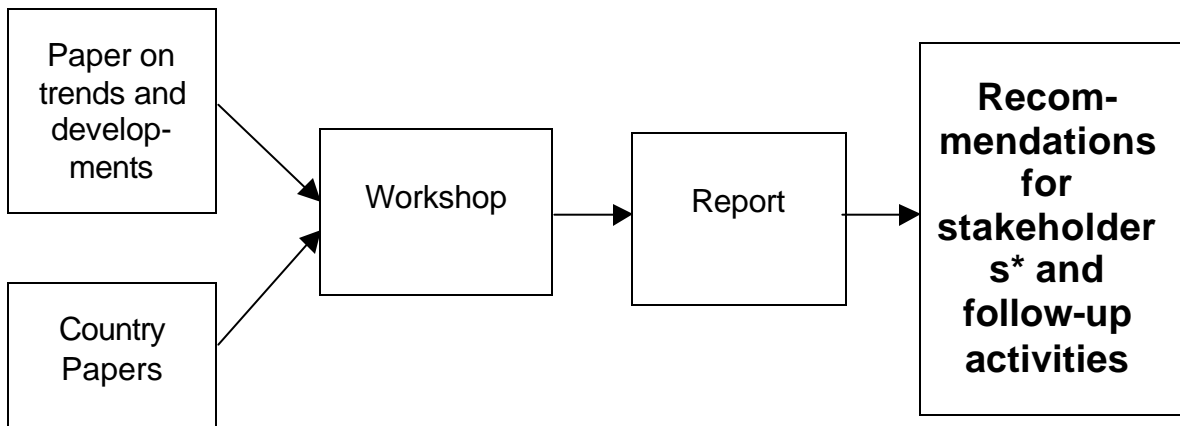 Paper on
trends and
develop-
ments
Country
Papers
Workshop
Report
Recom-
mendations
for
stakeholder
s* and
follow-up
activities